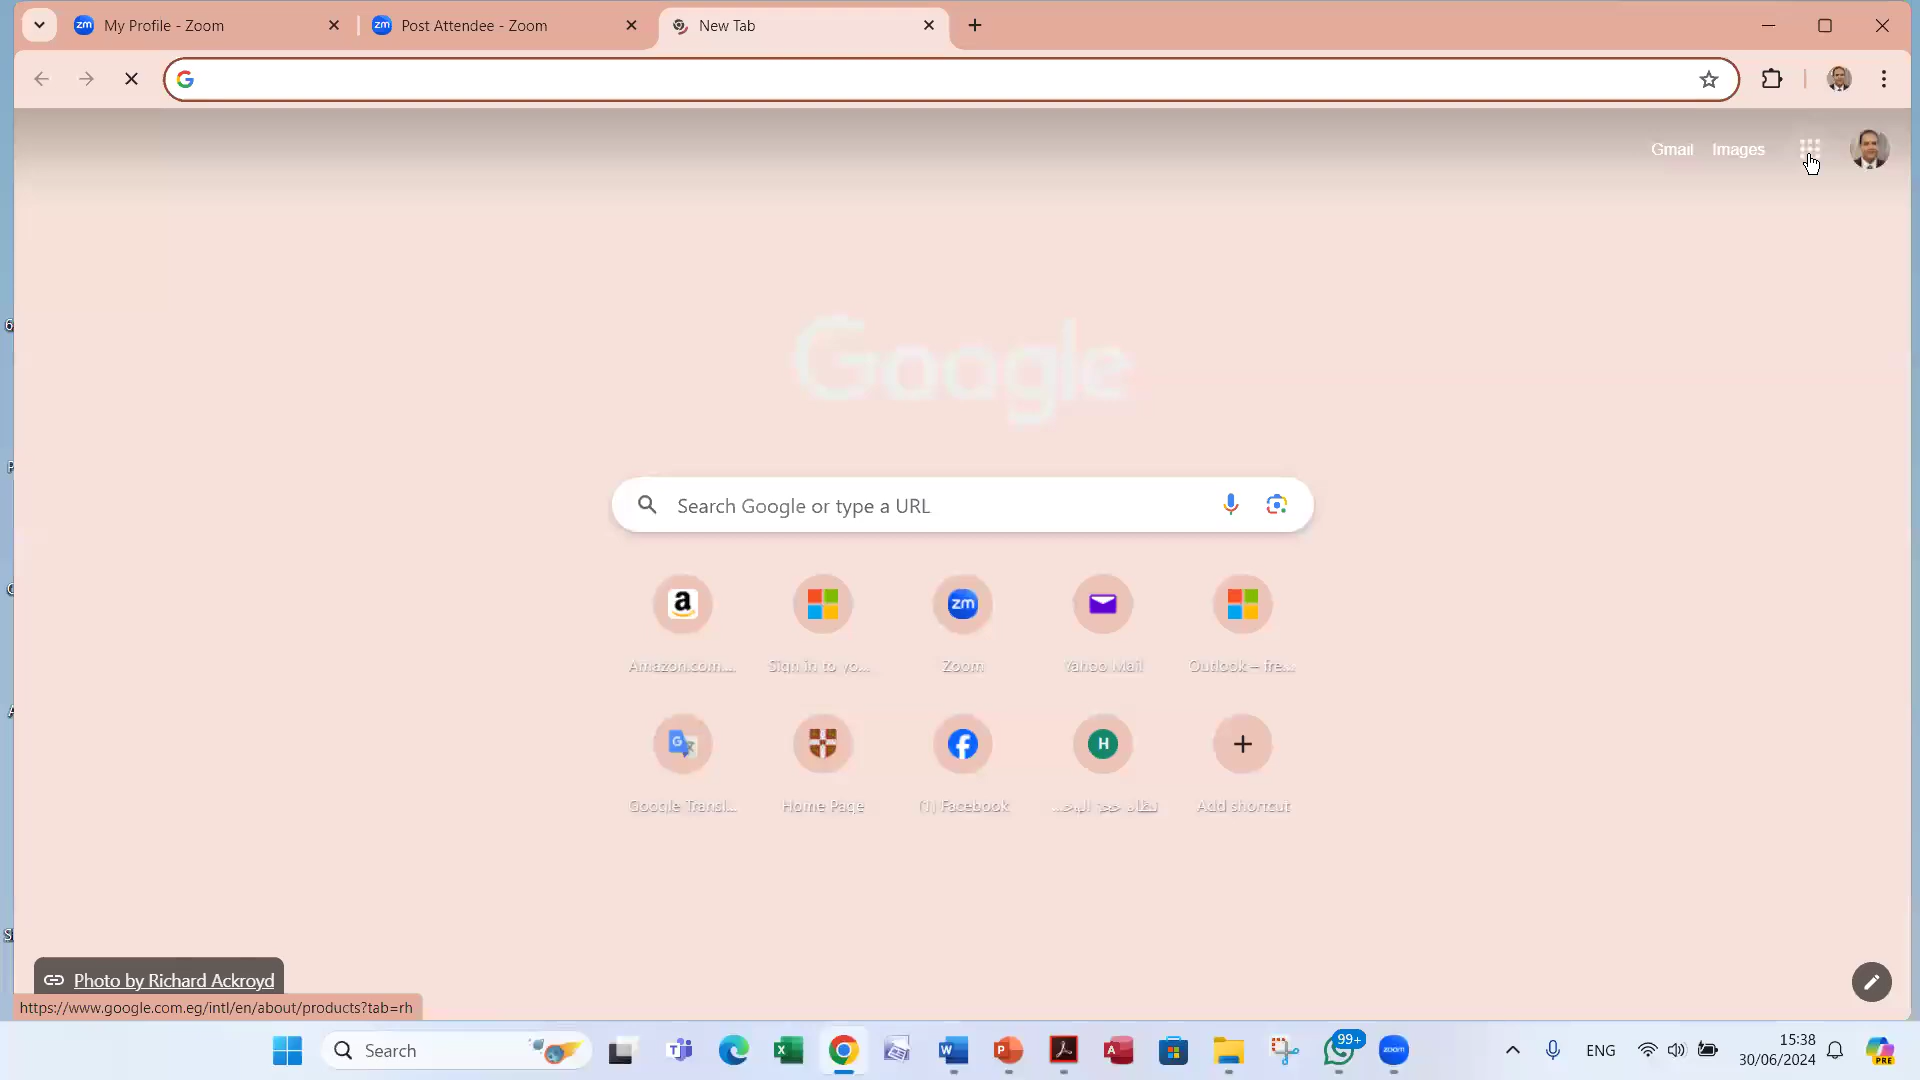 My Profile - Zoom
Post Attendee - Zoom
New Tab
Gmail
Images
Google
Search Google or type a URL
Amazon.com...
Sign in to yo...
Zoom
Yahoo Mail
Outlook – fre...
Google Transl...
Home Page
(1) Facebook
Add shortcut
Photo by Richard Ackroyd
https://www.google.com.eg/intl/en/about/products?tab=rh
Search
99+
ENG
15:38
30/06/2024